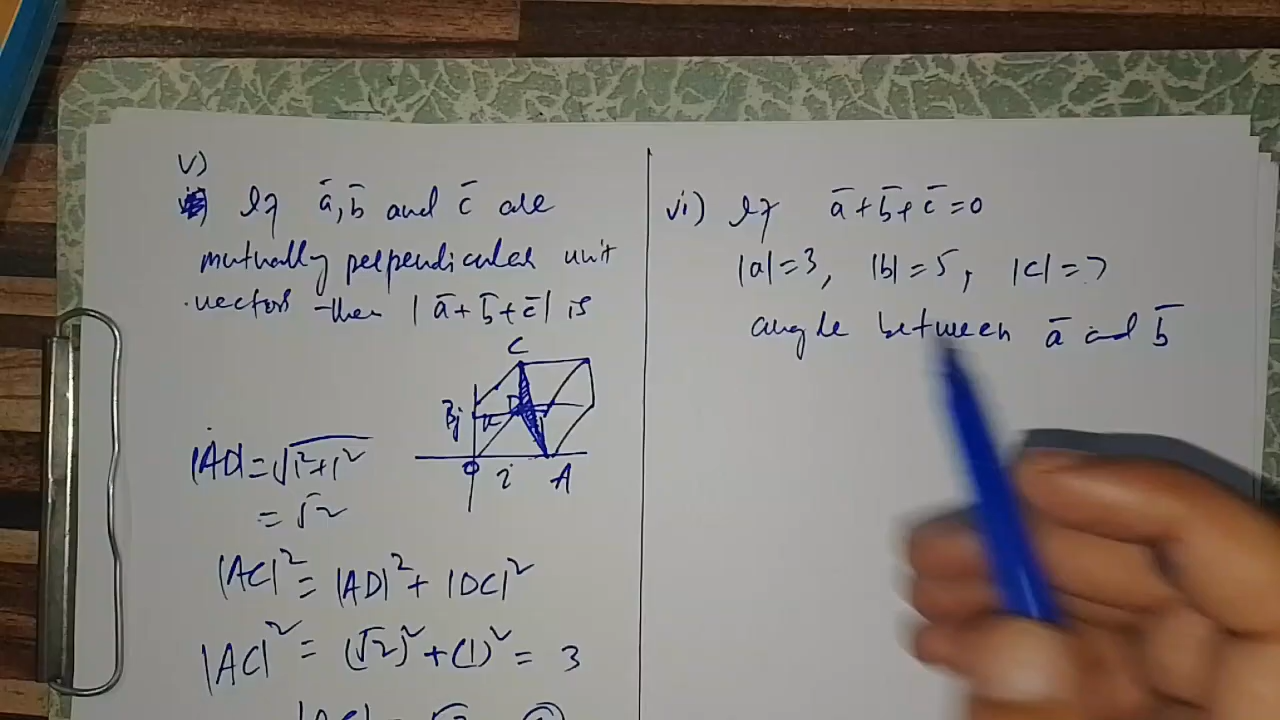 v)
If a̅, b̅ and c̅ are
mutually perpendicular unit
vectors then |a̅+b̅+c̅| is
C
B j k
O i A
|AD| = √1²+1²
= √2
|AC|² = |AD|² + |DC|²
|AC|² = (√2)² + (1)² = 3
vi) If a̅+b̅+c̅=0
|a|=3, |b|=5, |c|=7
angle between a̅ and b̅